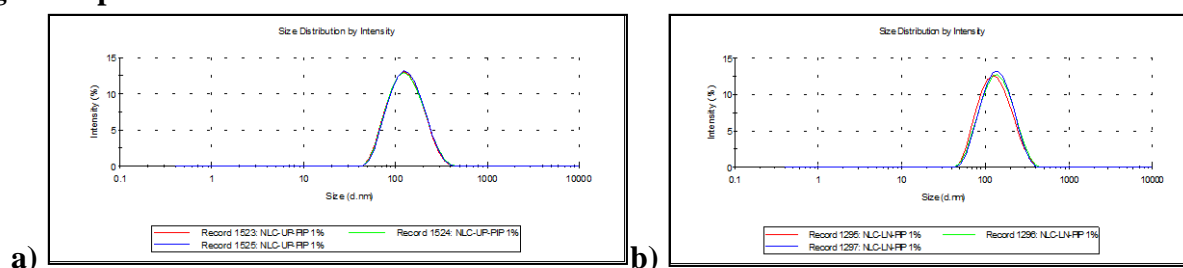 Size Distribution by Intensity
15
10
5
0
Intensity (%)
0.1 1 10 100 1000 10000
Size (d.nm)
Record 1523: NLC-UP-PIP 1% Record 1524: NLC-UP-PIP 1%
Record 1525: NLC-UP-PIP 1%
a)
Size Distribution by Intensity
15
10
5
0
Intensity (%)
0.1 1 10 100 1000 10000
Size (d.nm)
Record 1295: NLC-LN-PIP 1% Record 1296: NLC-LN-PIP 1%
Record 1297: NLC-LN-PIP 1%
b)